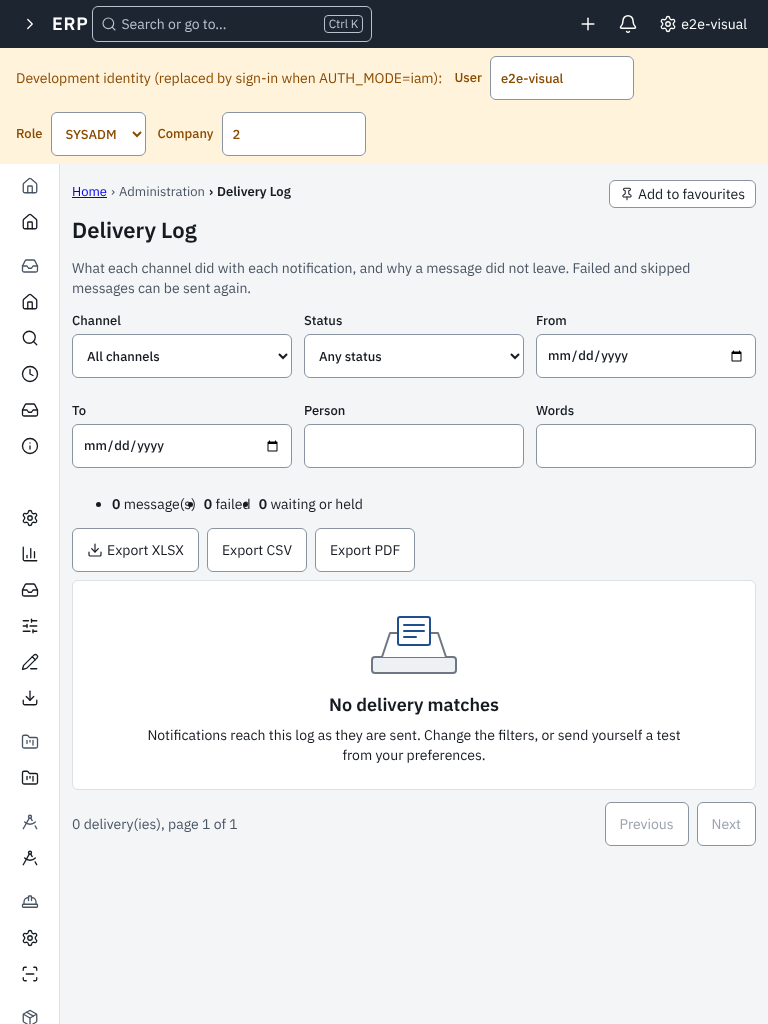 ERP
Search or go to...
Ctrl K
e2e-visual
Development identity (replaced by sign-in when AUTH_MODE=iam):
User
e2e-visual
Role
SYSADM
Company
2
Home › Administration › Delivery Log
Add to favourites
Delivery Log
What each channel did with each notification, and why a message did not leave. Failed and skipped
messages can be sent again.
Channel
Status
From
All channels
Any status
mm/dd/yyyy
To
Person
Words
mm/dd/yyyy
0 message(s)
0 failed
0 waiting or held
Export XLSX
Export CSV
Export PDF
No delivery matches
Notifications reach this log as they are sent. Change the filters, or send yourself a test
from your preferences.
0 delivery(ies), page 1 of 1
Previous
Next